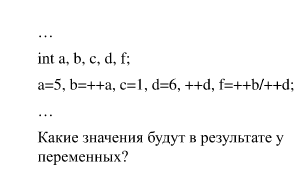 …
int a, b, c, d, f;
a=5, b=++a, c=1, d=6, ++d, f=++b/++d;
…
Какие значения будут в результате у
переменных?